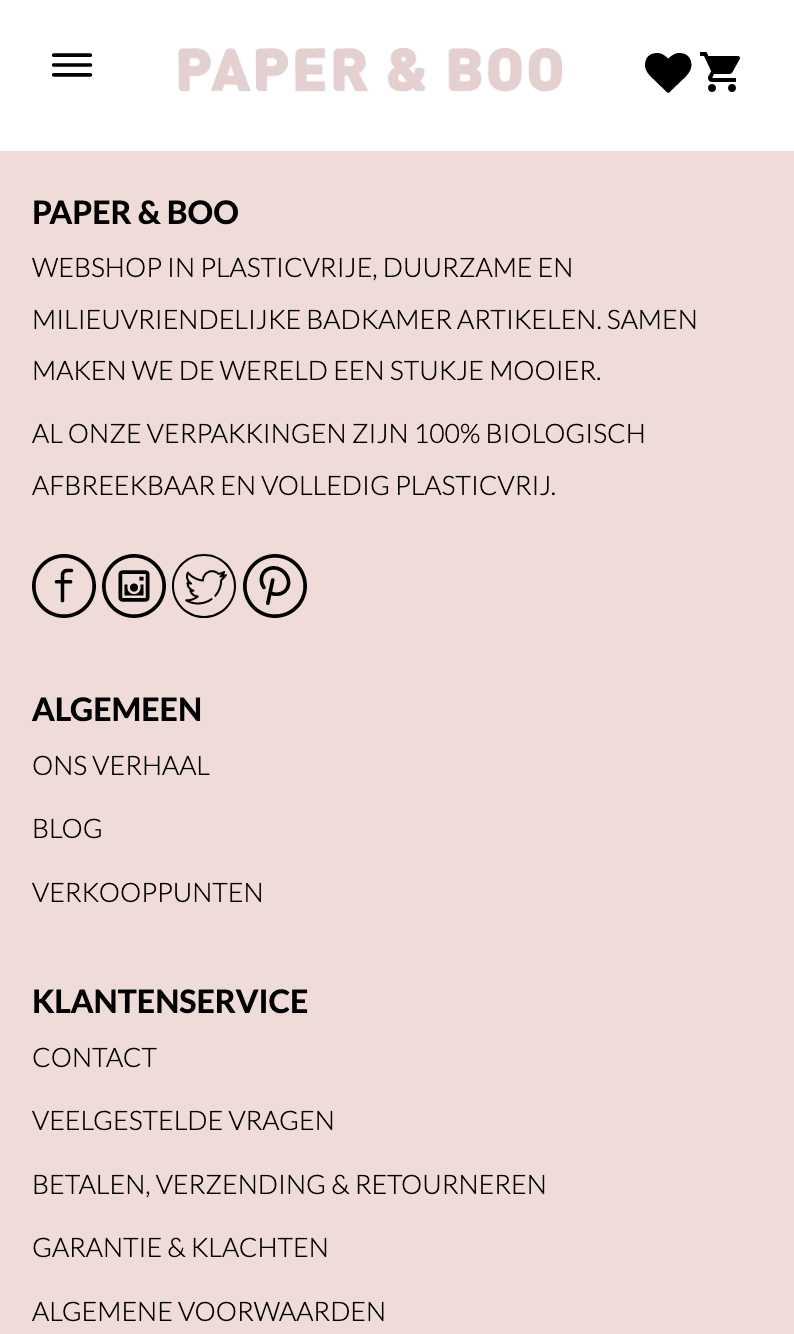 PAPER & BOO
PAPER & BOO
WEBSHOP IN PLASTICVRIJE, DUURZAME EN
MILIEUVRIENDELIJKE BADKAMER ARTIKELEN. SAMEN
MAKEN WE DE WERELD EEN STUKJE MOOIER.
AL ONZE VERPAKKINGEN ZIJN 100% BIOLOGISCH
AFBREEKBAAR EN VOLLEDIG PLASTICVRIJ.
ALGEMEEN
ONS VERHAAL
BLOG
VERKOOPPUNTEN
KLANTENSERVICE
CONTACT
VEELGESTELDE VRAGEN
BETALEN, VERZENDING & RETOURNEREN
GARANTIE & KLACHTEN
ALGEMENE VOORWAARDEN